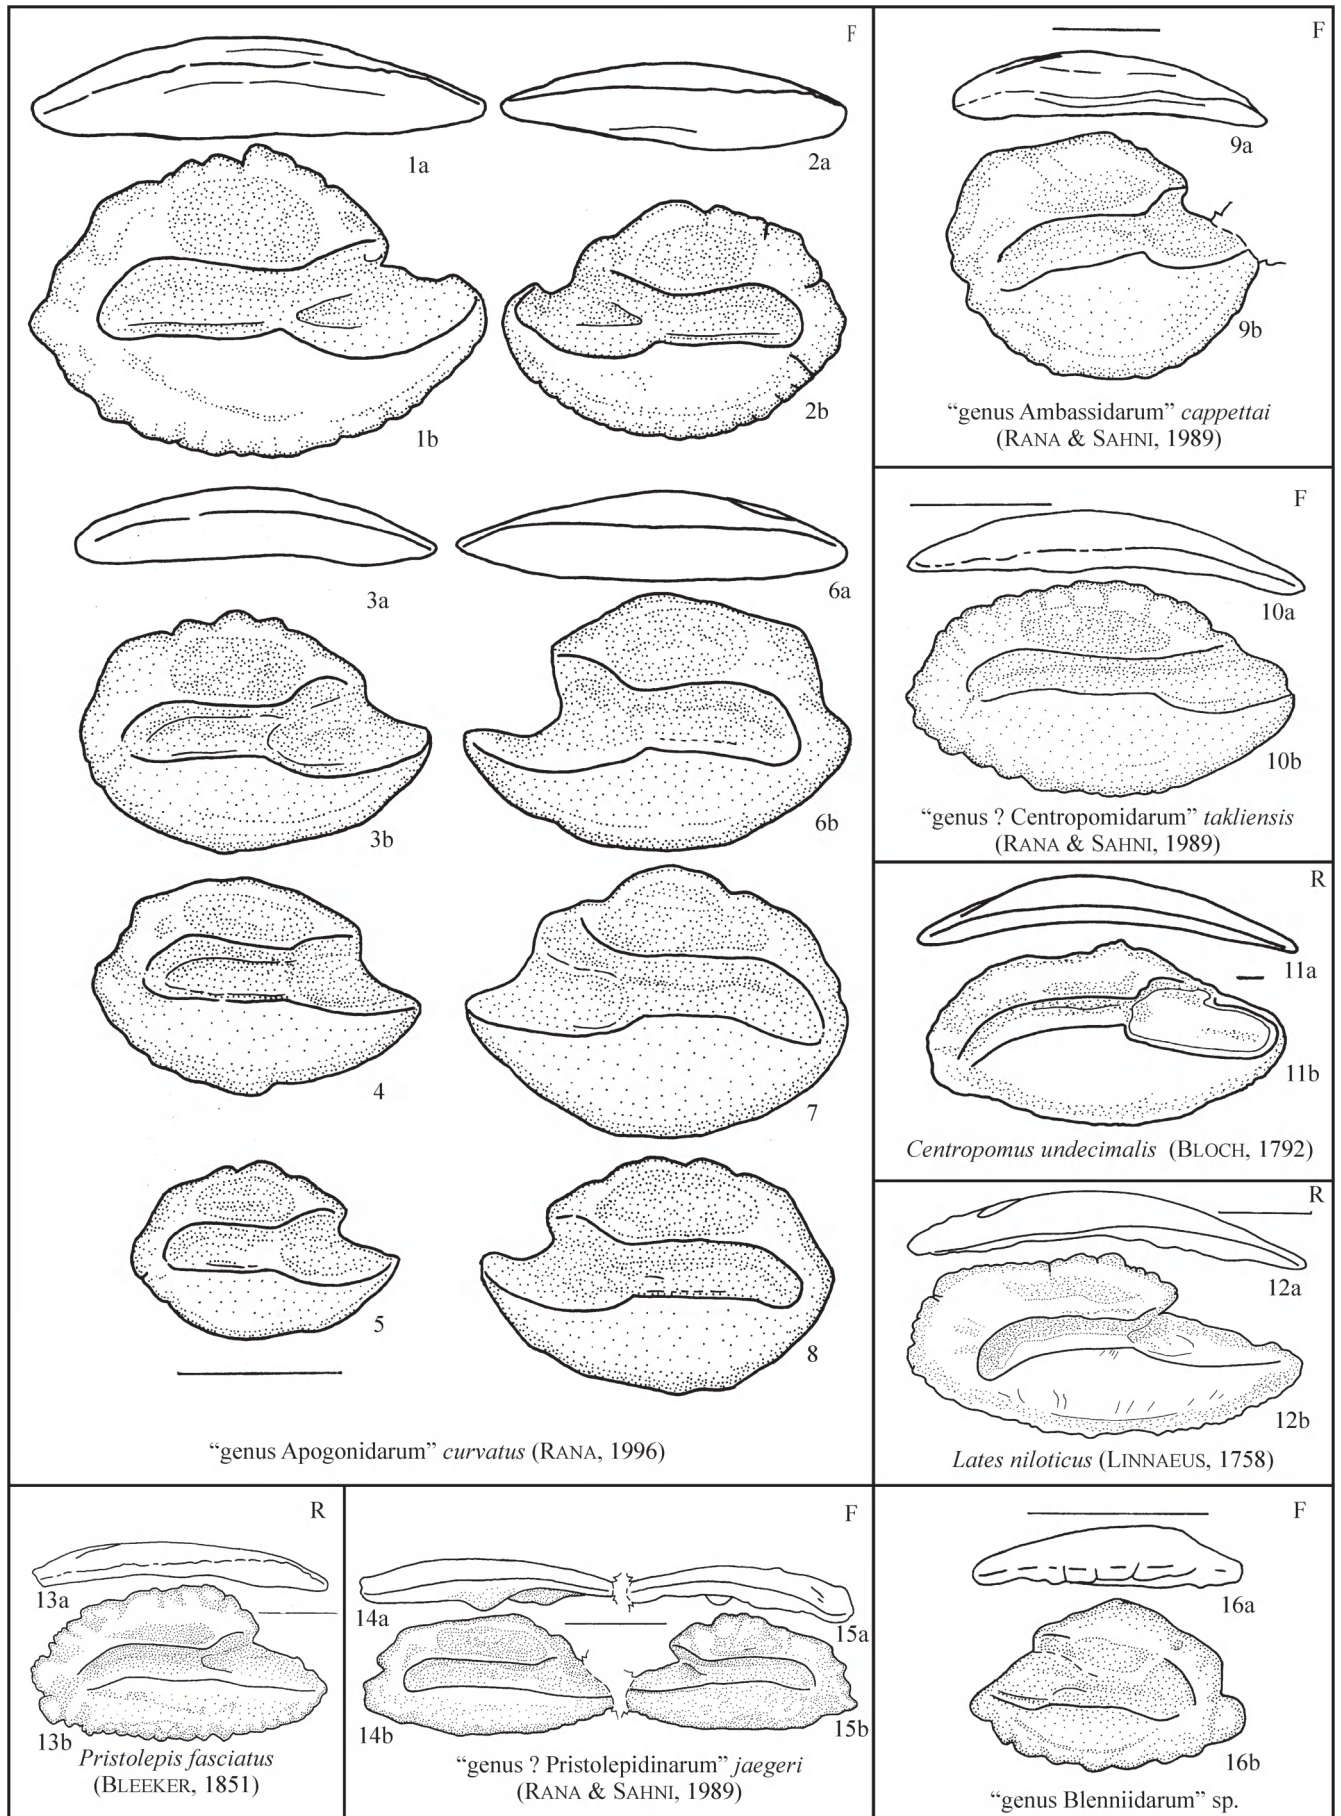 F
1a
2a
1b
2b
3a
6a
3b
6b
4
7
5
8
“genus Apogonidarum” curvatus (RANA, 1996)
F
9a
9b
“genus Ambassidarum” cappettai
(RANA & SAHNI, 1989)
F
10a
10b
“genus ? Centropomidarum” takliensis
(RANA & SAHNI, 1989)
R
11a
11b
Centropomus undecimalis (BLOCH, 1792)
R
12a
12b
Lates niloticus (LINNAEUS, 1758)
R
13a
13b
Pristolepis fasciatus
(BLEEKER, 1851)
F
14a
15a
14b
15b
“genus ? Pristolepidinarum” jaegeri
(RANA & SAHNI, 1989)
F
16a
16b
“genus Blenniidarum” sp.